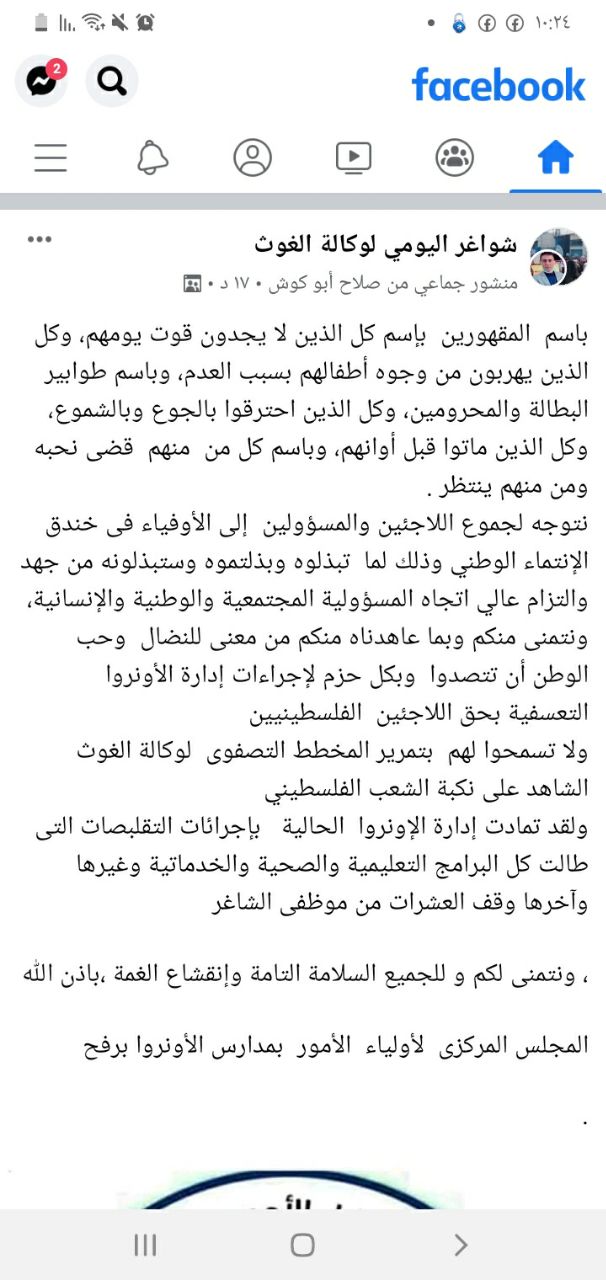 ١٠:٢٤
2
facebook
شواغر اليومي لوكالة الغوث
منشور جماعي من صلاح أبو كوش • ١٧ د •
باسم المقهورين بإسم كل الذين لا يجدون قوت يومهم، وكل
الذين يهربون من وجوه أطفالهم بسبب العدم، وباسم طوابير
البطالة والمحرومين، وكل الذين احترقوا بالجوع وبالشموع،
وكل الذين ماتوا قبل أوانهم، وباسم كل من منهم قضى نحبه
ومن منهم ينتظر .
نتوجه لجموع اللاجئين والمسؤولين إلى الأوفياء فى خندق
الإنتماء الوطني وذلك لما تبذلوه وبذلتموه وستبذلونه من جهد
والتزام عالي اتجاه المسؤولية المجتمعية والوطنية والإنسانية،
ونتمنى منكم وبما عاهدناه منكم من معنى للنضال وحب
الوطن أن تتصدوا وبكل حزم لإجراءات إدارة الأونروا
التعسفية بحق اللاجئين الفلسطينيين
ولا تسمحوا لهم بتمرير المخطط التصفوى لوكالة الغوث
الشاهد على نكبة الشعب الفلسطيني
ولقد تمادت إدارة الإونروا الحالية بإجرائات التقلبصات التى
طالت كل البرامج التعليمية والصحية والخدماتية وغيرها
وآخرها وقف العشرات من موظفى الشاغر
، ونتمنى لكم و للجميع السلامة التامة وإنقشاع الغمة ،باذن الله
المجلس المركزى لأولياء الأمور بمدارس الأونروا برفح
.